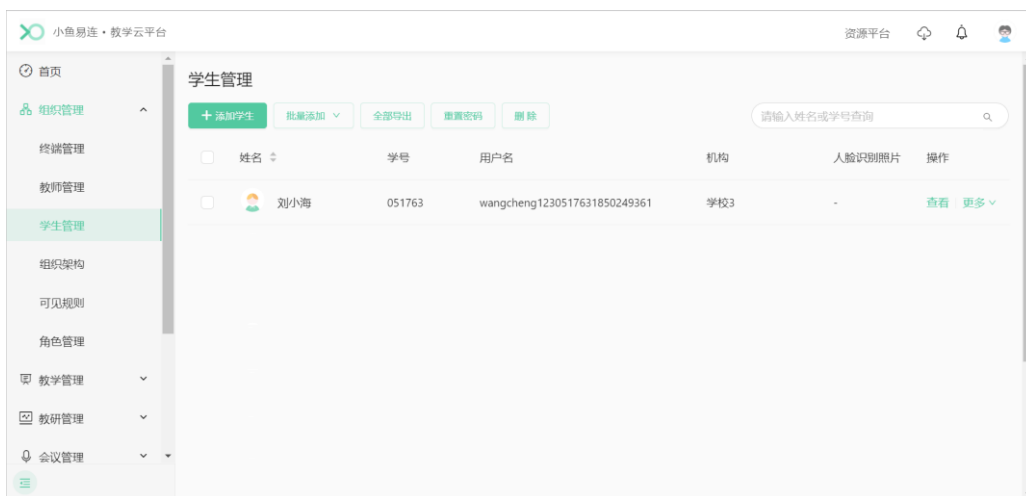 小鱼易连·教学云平台
资源平台
首页
组织管理
终端管理
教师管理
学生管理
组织架构
可见规则
角色管理
教学管理
教研管理
会议管理
学生管理
添加学生 批量添加 全部导出 重置密码 删除
请输入姓名或学号查询
姓名 学号 用户名 机构 人脸识别照片 操作
刘小海 051763 wangcheng1230517631850249361 学校3 - 查看 更多